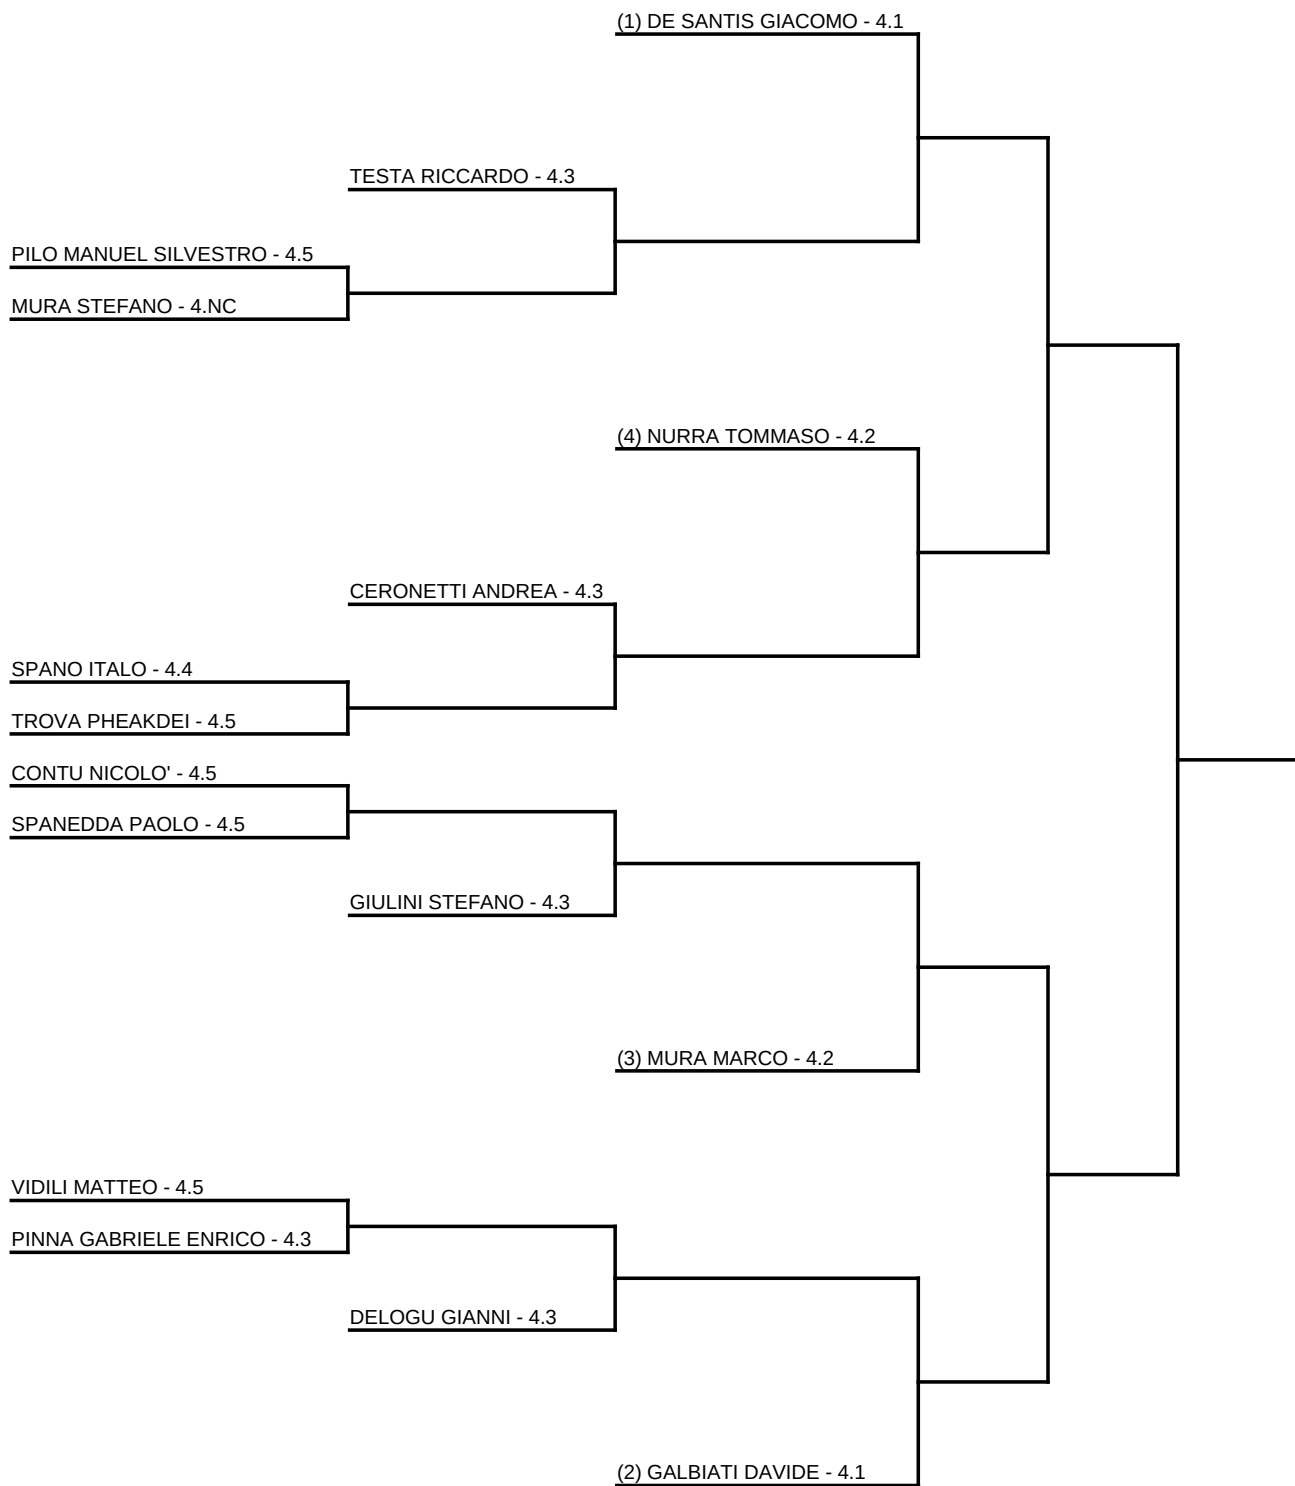 (1) DE SANTIS GIACOMO - 4.1
TESTA RICCARDO - 4.3
PILO MANUEL SILVESTRO - 4.5
MURA STEFANO - 4.NC
(4) NURRA TOMMASO - 4.2
CERONETTI ANDREA - 4.3
SPANO ITALO - 4.4
TROVA PHEAKDEI - 4.5
CONTU NICOLO' - 4.5
SPANEDDA PAOLO - 4.5
GIULINI STEFANO - 4.3
(3) MURA MARCO - 4.2
VIDILI MATTEO - 4.5
PINNA GABRIELE ENRICO - 4.3
DELOGU GIANNI - 4.3
(2) GALBIATI DAVIDE - 4.1